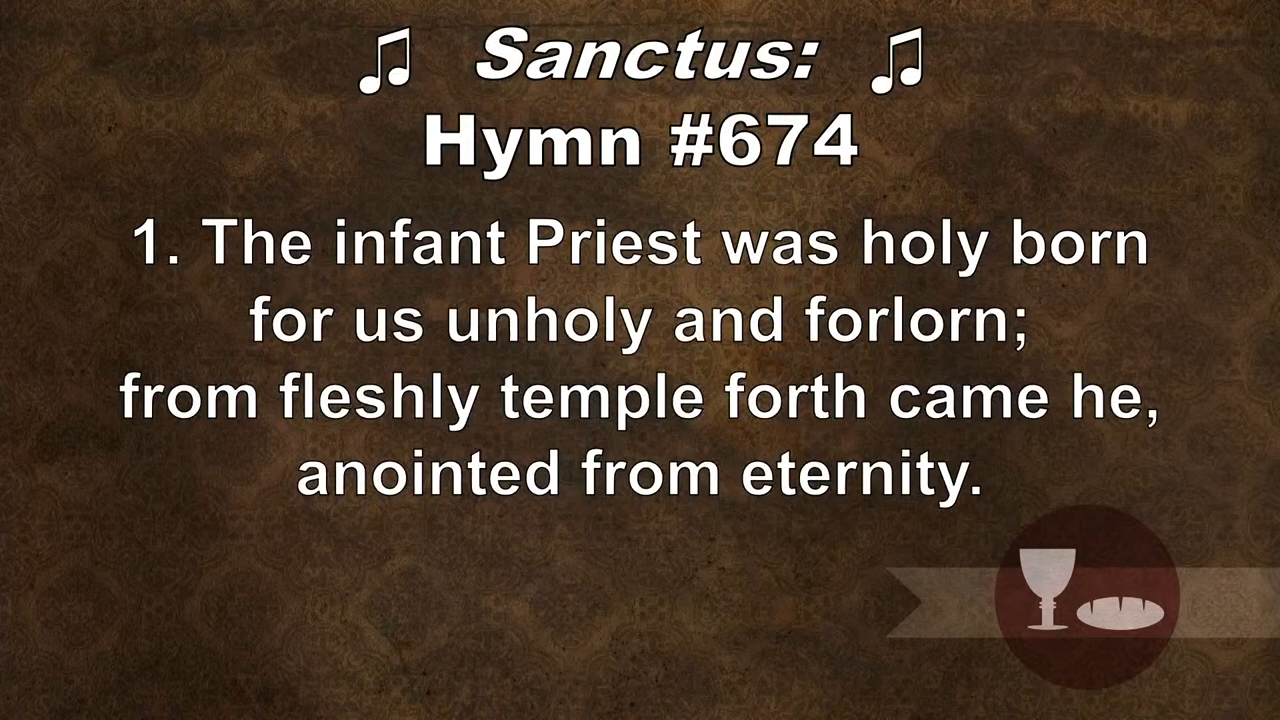 ♫ Sanctus: ♫
Hymn #674
1. The infant Priest was holy born
for us unholy and forlorn;
from fleshly temple forth came he,
anointed from eternity.